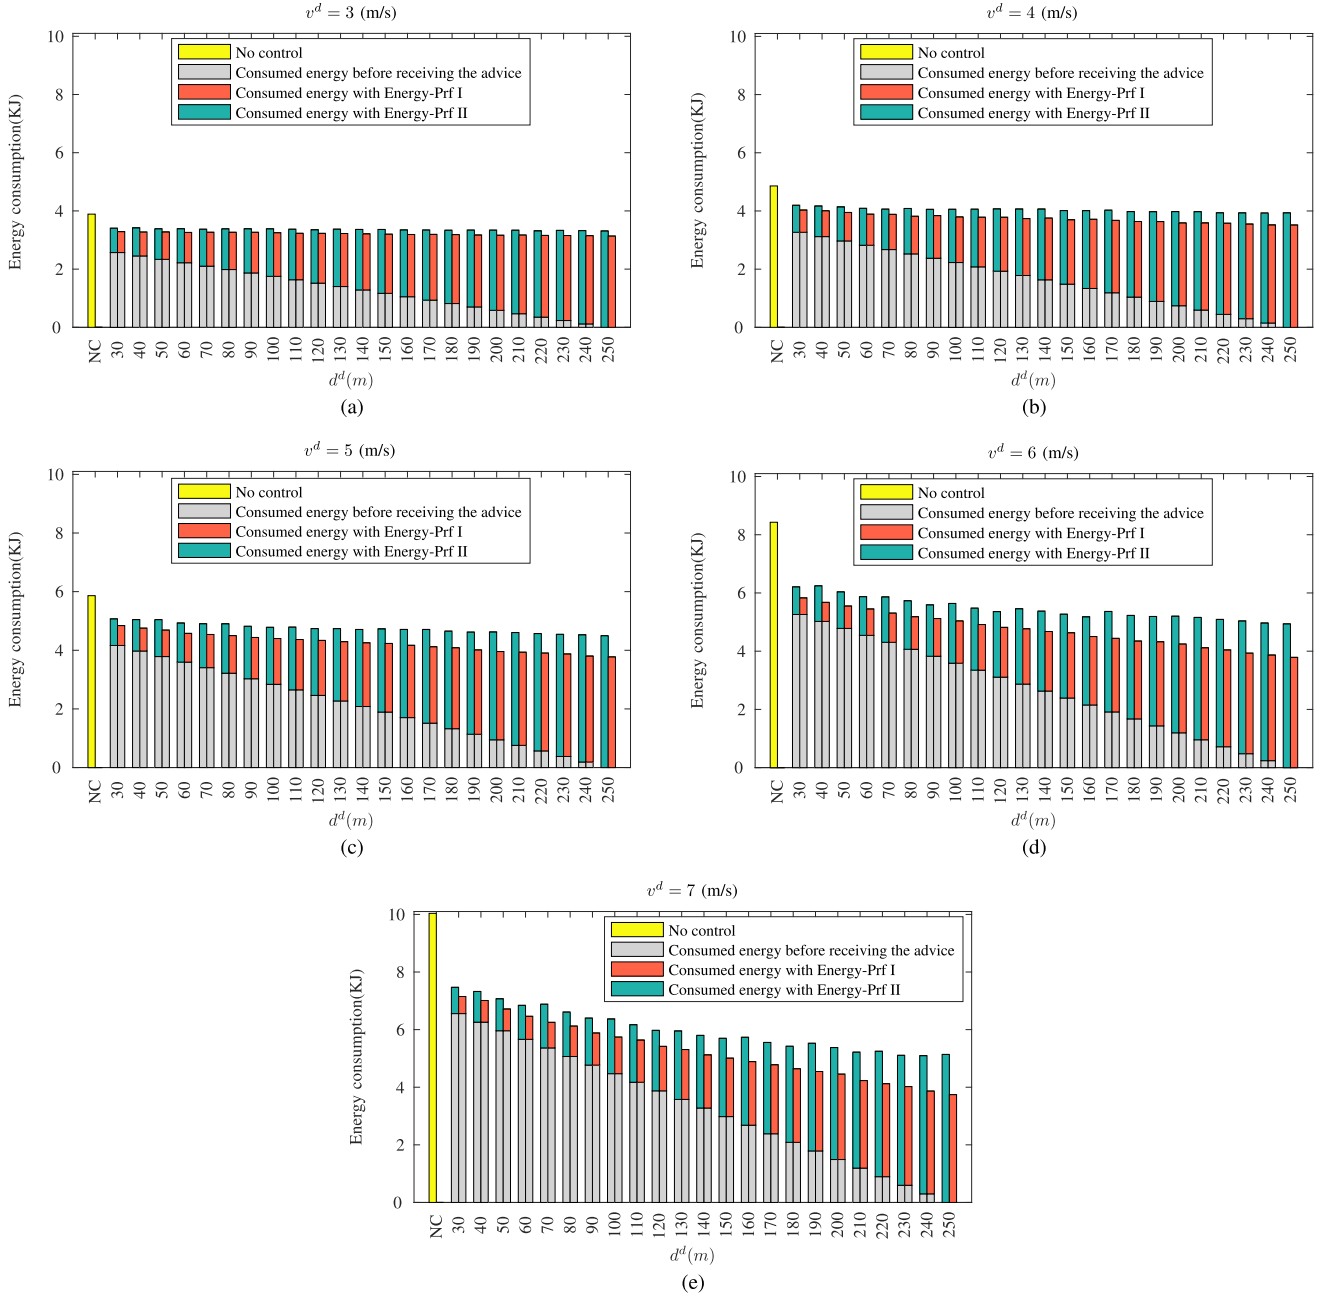 v^d = 3 (m/s)
Energy consumption(KJ)
10
8
6
4
2
0
No control
Consumed energy before receiving the advice
Consumed energy with Energy-Prf I
Consumed energy with Energy-Prf II
NC 30 40 50 60 70 80 90 100 110 120 130 140 150 160 170 180 190 200 210 220 230 240 250
d^d(m)
(a)
v^d = 4 (m/s)
Energy consumption(KJ)
10
8
6
4
2
0
No control
Consumed energy before receiving the advice
Consumed energy with Energy-Prf I
Consumed energy with Energy-Prf II
NC 30 40 50 60 70 80 90 100 110 120 130 140 150 160 170 180 190 200 210 220 230 240 250
d^d(m)
(b)
v^d = 5 (m/s)
Energy consumption(KJ)
10
8
6
4
2
0
No control
Consumed energy before receiving the advice
Consumed energy with Energy-Prf I
Consumed energy with Energy-Prf II
NC 30 40 50 60 70 80 90 100 110 120 130 140 150 160 170 180 190 200 210 220 230 240 250
d^d(m)
(c)
v^d = 6 (m/s)
Energy consumption(KJ)
10
8
6
4
2
0
No control
Consumed energy before receiving the advice
Consumed energy with Energy-Prf I
Consumed energy with Energy-Prf II
NC 30 40 50 60 70 80 90 100 110 120 130 140 150 160 170 180 190 200 210 220 230 240 250
d^d(m)
(d)
v^d = 7 (m/s)
Energy consumption(KJ)
10
8
6
4
2
0
No control
Consumed energy before receiving the advice
Consumed energy with Energy-Prf I
Consumed energy with Energy-Prf II
NC 30 40 50 60 70 80 90 100 110 120 130 140 150 160 170 180 190 200 210 220 230 240 250
d^d(m)
(e)